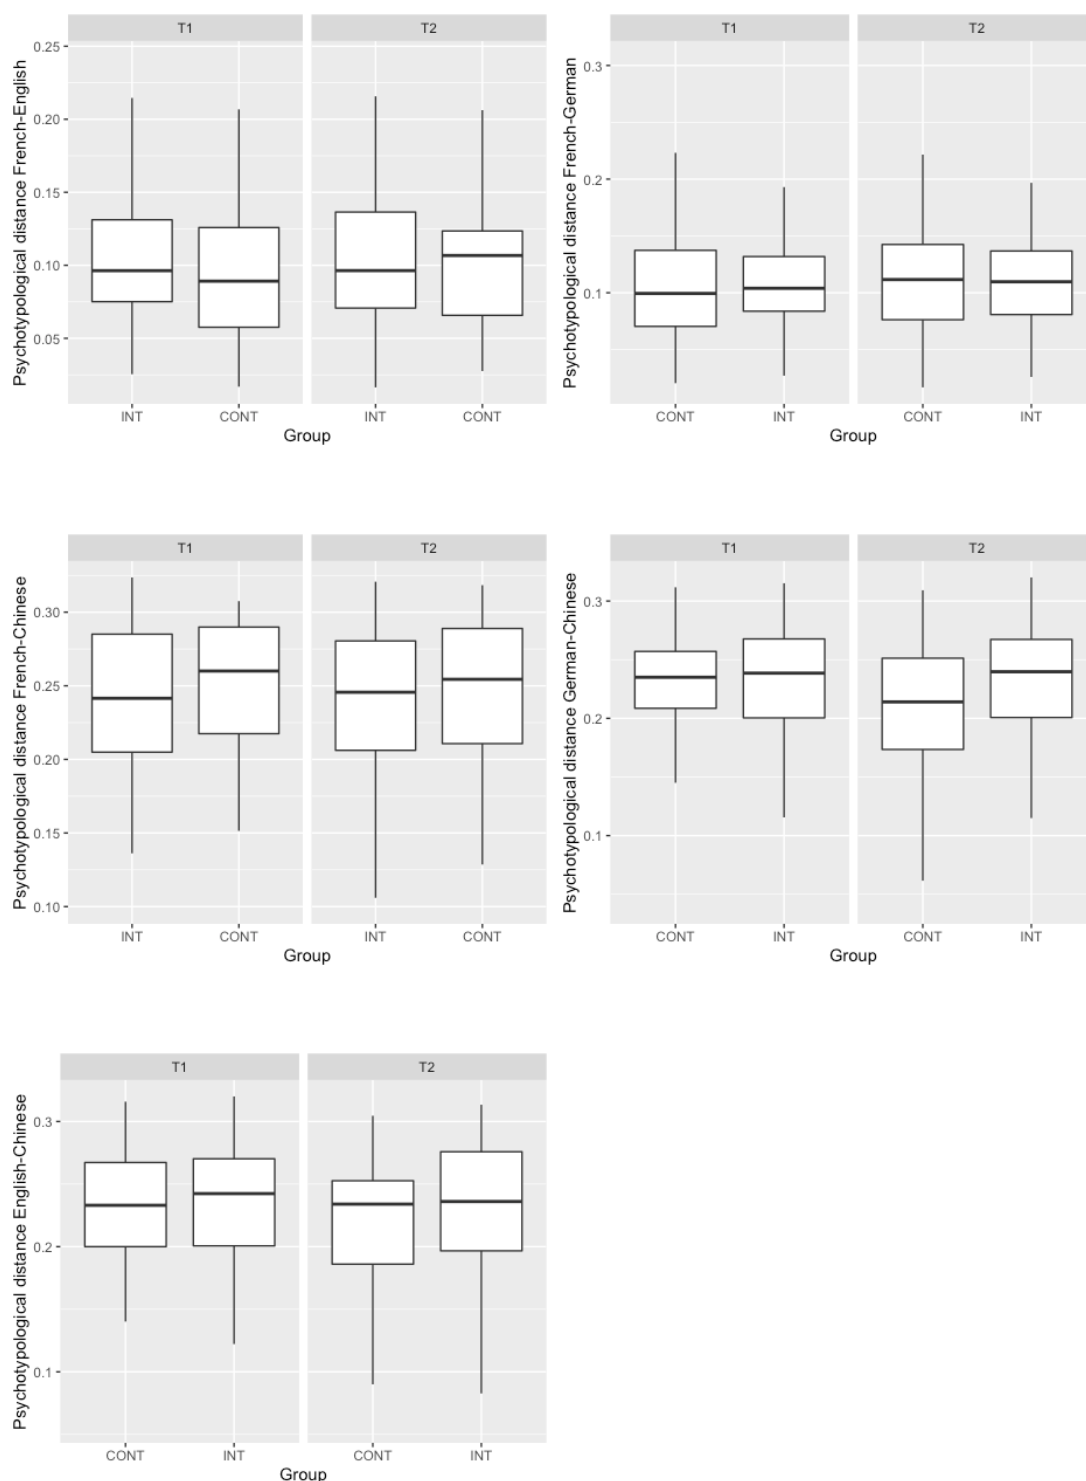 T1 T2
Psychotypological distance French-English
0.25
0.20
0.15
0.10
0.05
INT CONT INT CONT
Group
T1 T2
Psychotypological distance French-German
0.3
0.2
0.1
CONT INT CONT INT
Group
T1 T2
Psychotypological distance French-Chinese
0.30
0.25
0.20
0.15
0.10
INT CONT INT CONT
Group
T1 T2
Psychotypological distance German-Chinese
0.3
0.2
0.1
CONT INT CONT INT
Group
T1 T2
Psychotypological distance English-Chinese
0.3
0.2
0.1
CONT INT CONT INT
Group